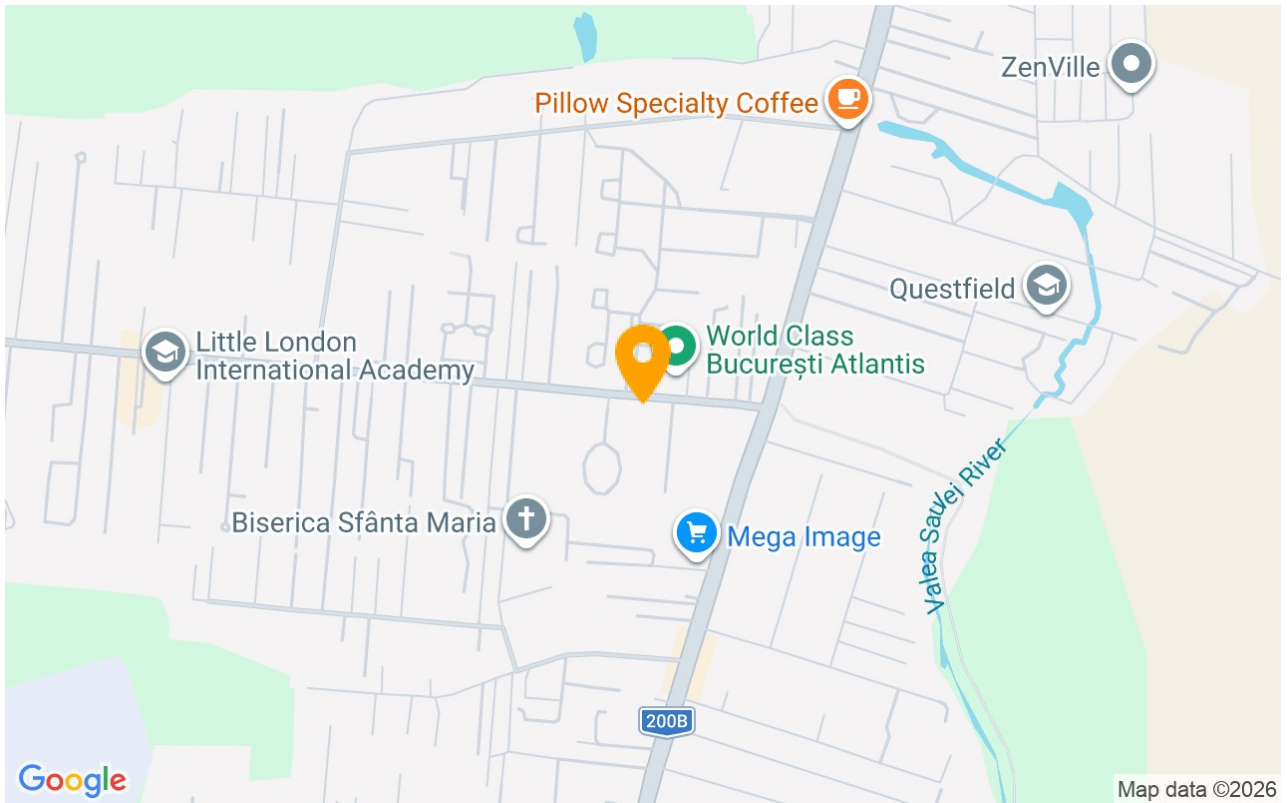 ZenVille
Pillow Specialty Coffee
Questfield
World Class
București Atlantis
Little London
International Academy
Valea Saulei River
Biserica Sfânta Maria
Mega Image
200B
Google
Map data ©2026